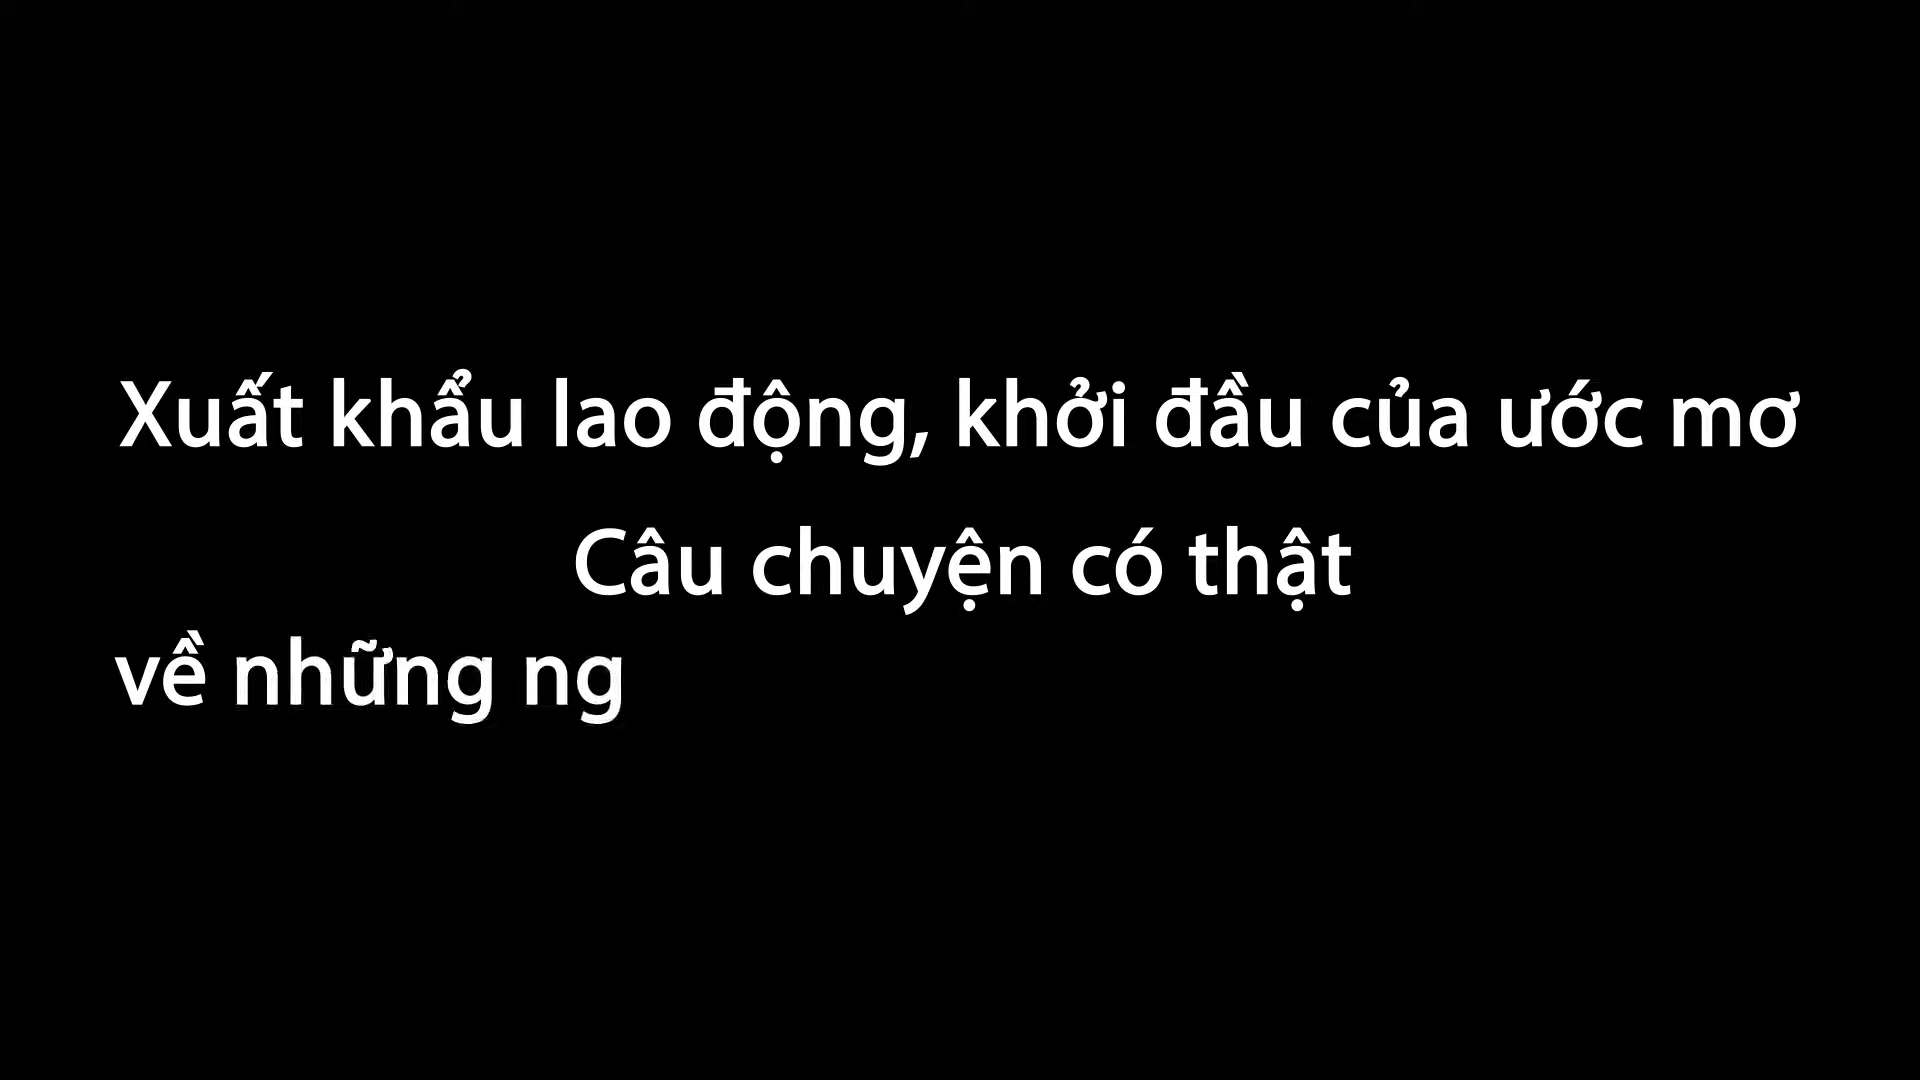 Xuất khẩu lao động, khởi đầu của ước mơ
Câu chuyện có thật
về những ng